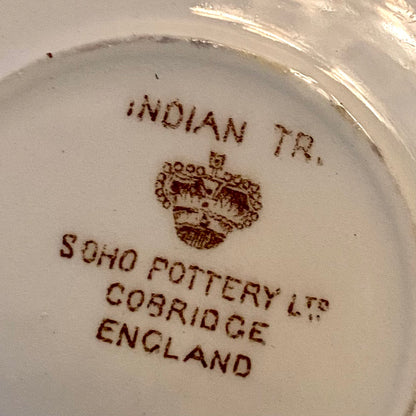 INDIAN TR.
SOHO POTTERY LTD.
COBRIDGE
ENGLAND